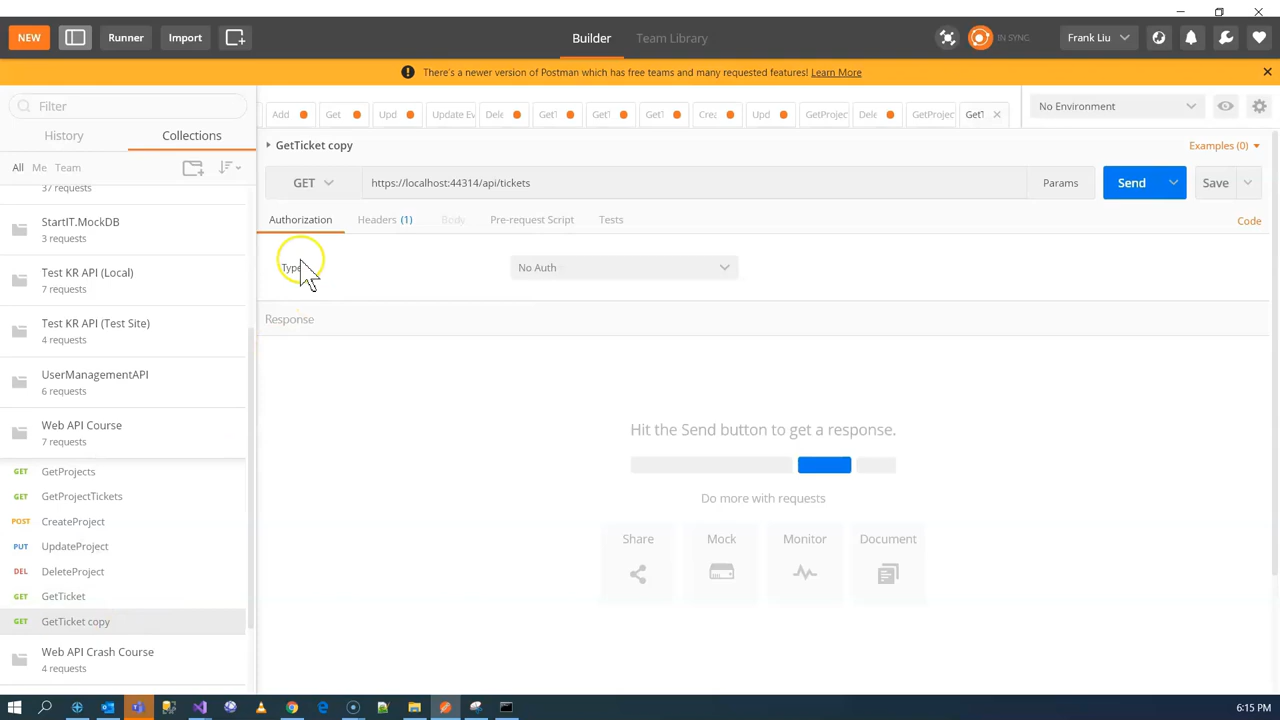 NEW
Runner
Import
Builder
Team Library
IN SYNC
Frank Liu
There's a newer version of Postman which has free teams and many requested features! Learn More
Filter
History
Collections
All
Me
Team
37 requests
StartIT.MockDB
3 requests
Test KR API (Local)
7 requests
Test KR API (Test Site)
4 requests
UserManagementAPI
6 requests
Web API Course
7 requests
GET GetProjects
GET GetProjectTickets
POST CreateProject
PUT UpdateProject
DEL DeleteProject
GET GetTicket
GET GetTicket copy
Web API Crash Course
4 requests
Add
Get
Upd
Update Ev
Dele
GetT
GetT
GetT
Crea
Upd
GetProjec
Dele
GetProjec
GetT
No Environment
GetTicket copy
Examples (0)
GET
https://localhost:44314/api/tickets
Params
Send
Save
Authorization
Headers (1)
Body
Pre-request Script
Tests
Code
Type
No Auth
Response
Hit the Send button to get a response.
Do more with requests
Share
Mock
Monitor
Document
6:15 PM